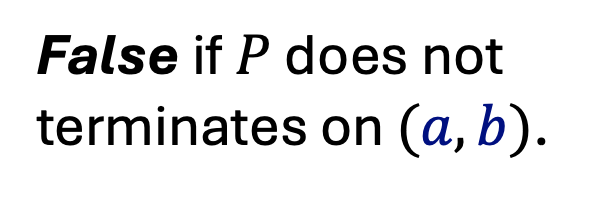 False if P does not
terminates on (a, b).